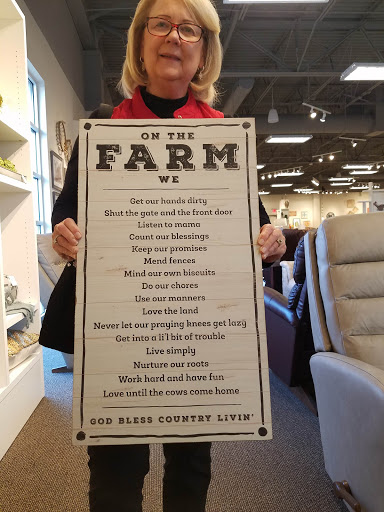 ON THE
FARM
WE
Get our hands dirty
Shut the gate and the front door
Listen to mama
Count our blessings
Keep our promises
Mend fences
Mind our own biscuits
Do our chores
Use our manners
Love the land
Never let our praying knees get lazy
Get into a li'l bit of trouble
Live simply
Nurture our roots
Work hard and have fun
Love until the cows come home
GOD BLESS COUNTRY LIVIN'